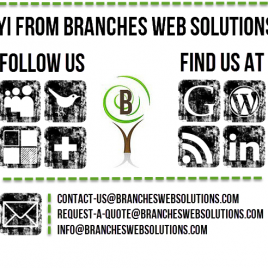 YI FROM BRANCHES WEB SOLUTIONS
FOLLOW US
FIND US AT
B
G
W
in
CONTACT-US@BRANCHESWEBSOLUTIONS.COM
REQUEST-A-QUOTE@BRANCHESWEBSOLUTIONS.COM
INFO@BRANCHESWEBSOLUTIONS.COM